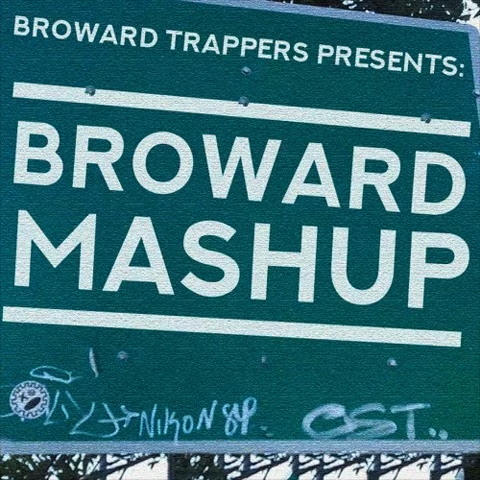 BROWARD TRAPPERS PRESENTS:
BROWARD
MASHUP
NIKON
CST..